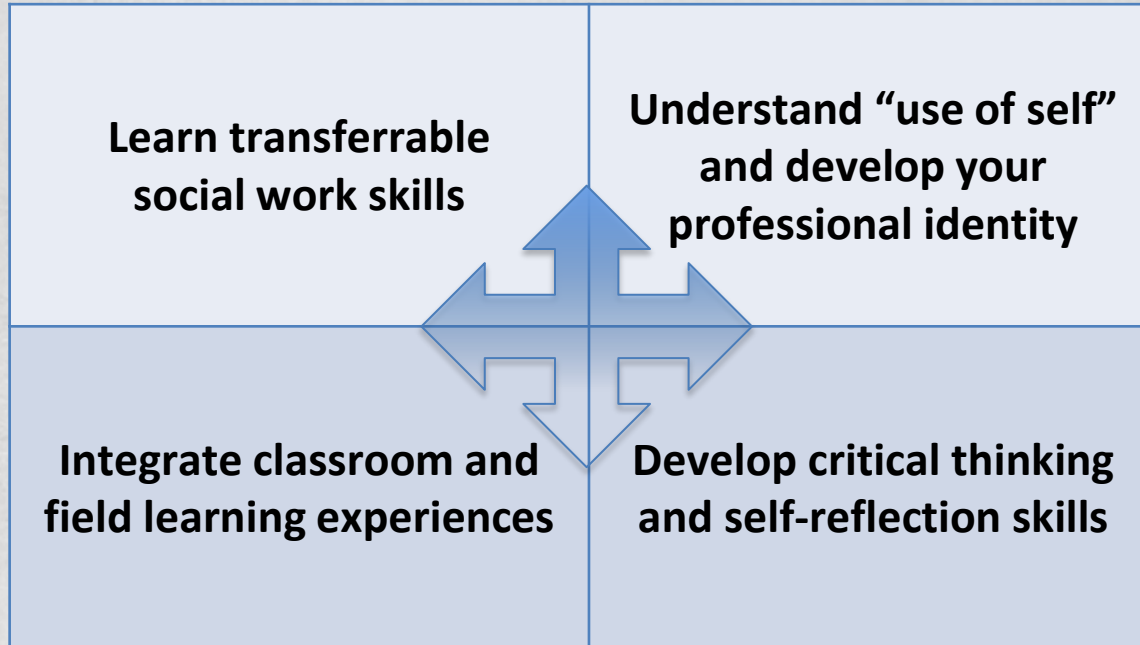 Learn transferrable
social work skills
Understand “use of self”
and develop your
professional identity
Integrate classroom and
field learning experiences
Develop critical thinking
and self-reflection skills